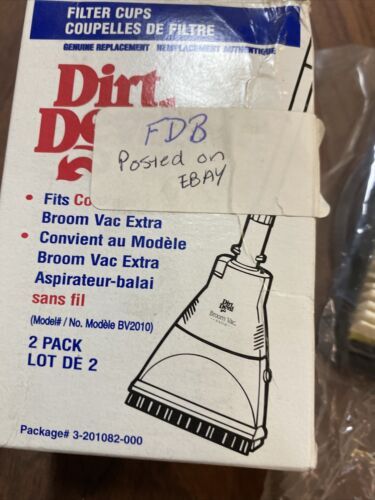 FILTER CUPS
COUPELLES DE FILTRE
GENUINE REPLACEMENT REMPLACEMENT AUTHENTIQUE
Dirt
FDB
Posted on
EBAY
• Fits
Broom Vac Extra
• Convient au Modèle
Broom Vac Extra
Aspirateur-balai
sans fil
(Model# / No. Modèle BV2010)
2 PACK
LOT DE 2
Package# 3-201082-000
Dirt
Devil
Broom Vac